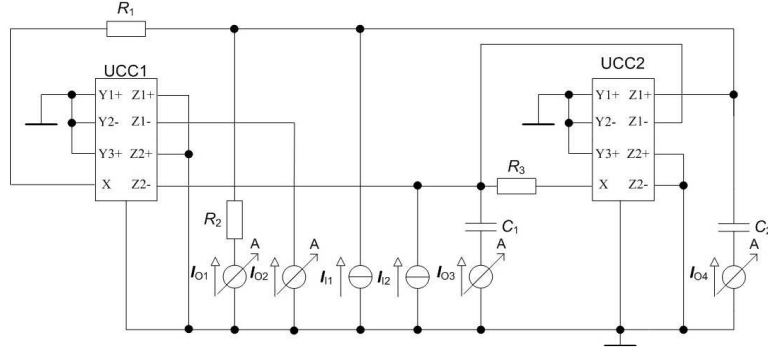 R1
UCC1
UCC2
Y1+ Z1+
Y2- Z1-
Y3+ Z2+
X Z2-
Y1+ Z1+
Y2- Z1-
Y3+ Z2+
X Z2-
R3
R2
C1
C2
A
A
A
A
IO1
IO2
II1
II2
IO3
IO4